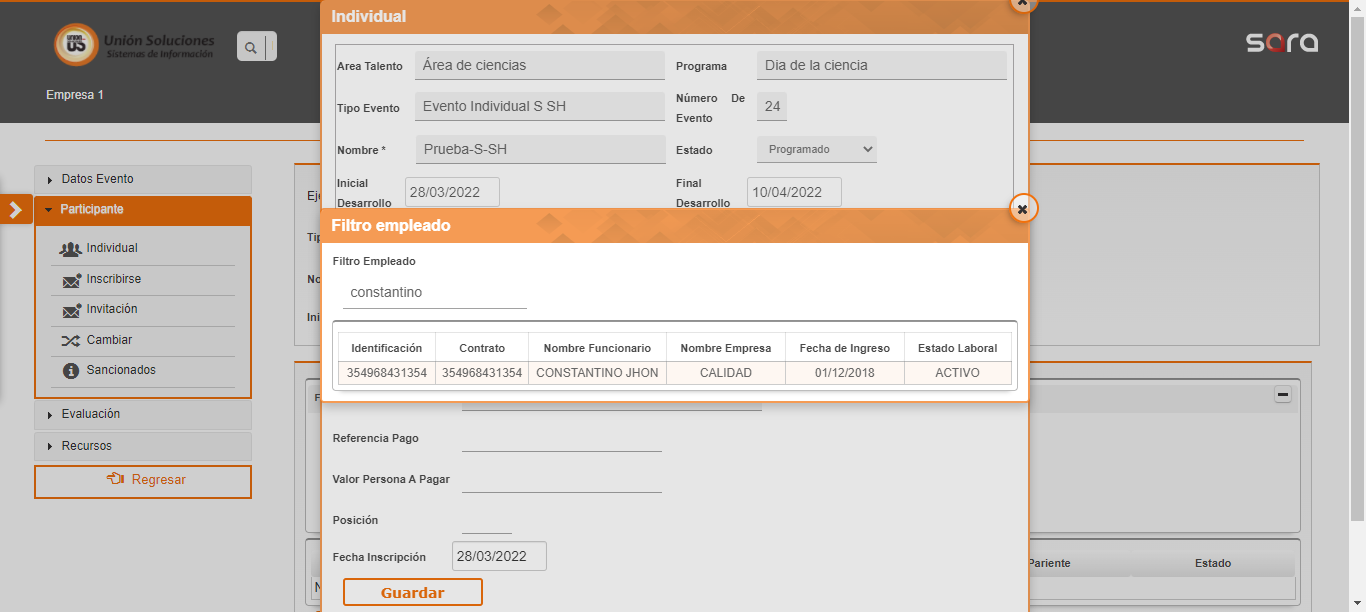 Individual
UNION
US
Unión Soluciones
Sistemas de Información
sara
Empresa 1
Area Talento
Área de ciencias
Programa
Dia de la ciencia
Tipo Evento
Evento Individual S SH
Número De Evento
24
Nombre *
Prueba-S-SH
Estado
Programado
Inicial Desarrollo
28/03/2022
Final Desarrollo
10/04/2022
Datos Evento
Participante
Individual
Inscribirse
Invitación
Cambiar
Sancionados
Evaluación
Recursos
Regresar
Filtro empleado
Filtro Empleado
constantino
Identificación Contrato Nombre Funcionario Nombre Empresa Fecha de Ingreso Estado Laboral
354968431354 354968431354 CONSTANTINO JHON CALIDAD 01/12/2018 ACTIVO
Referencia Pago
Valor Persona A Pagar
Posición
Fecha Inscripción
28/03/2022
Guardar
Pariente
Estado